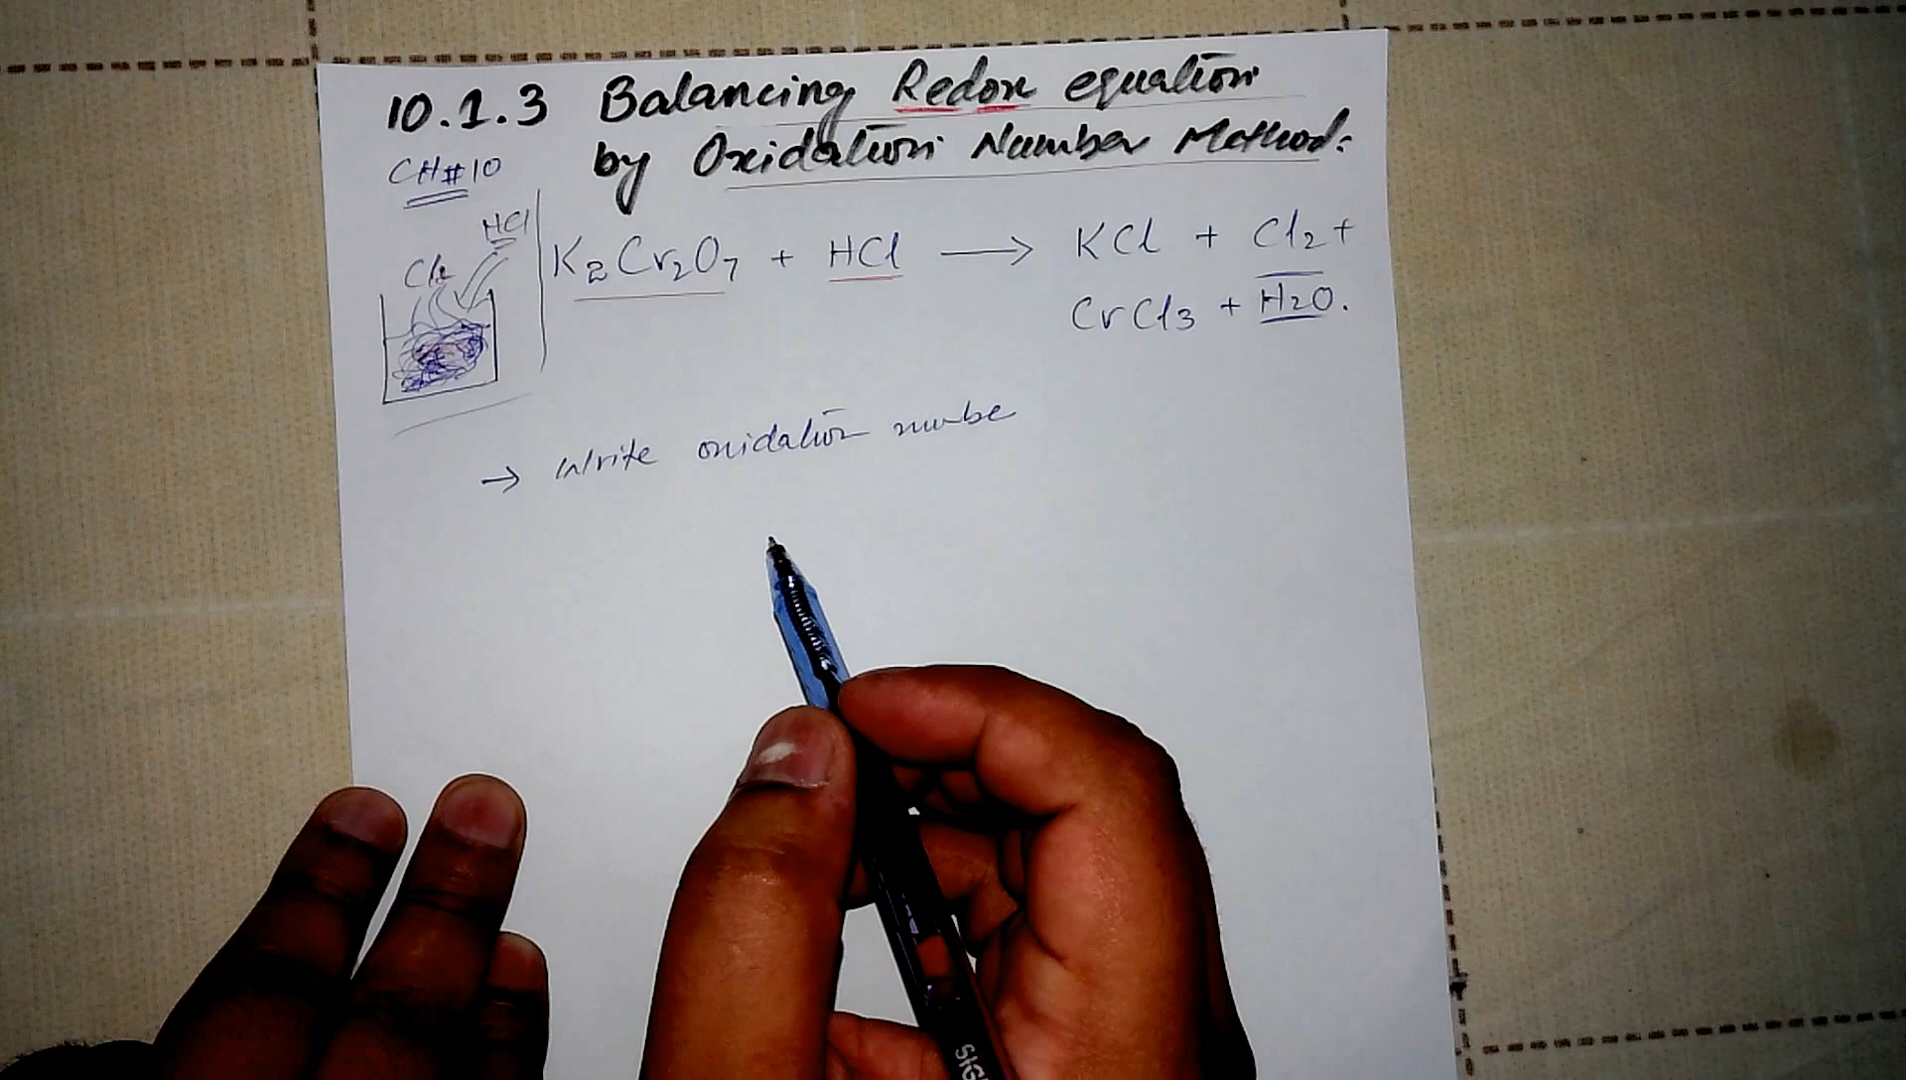 10.1.3 Balancing Redox equation
by Oxidation Number Method:
CH#10
HCl
Cl2
K2Cr2O7 + HCl → KCl + Cl2 +
CrCl3 + H2O.
→ Write oxidation numbe
SIG